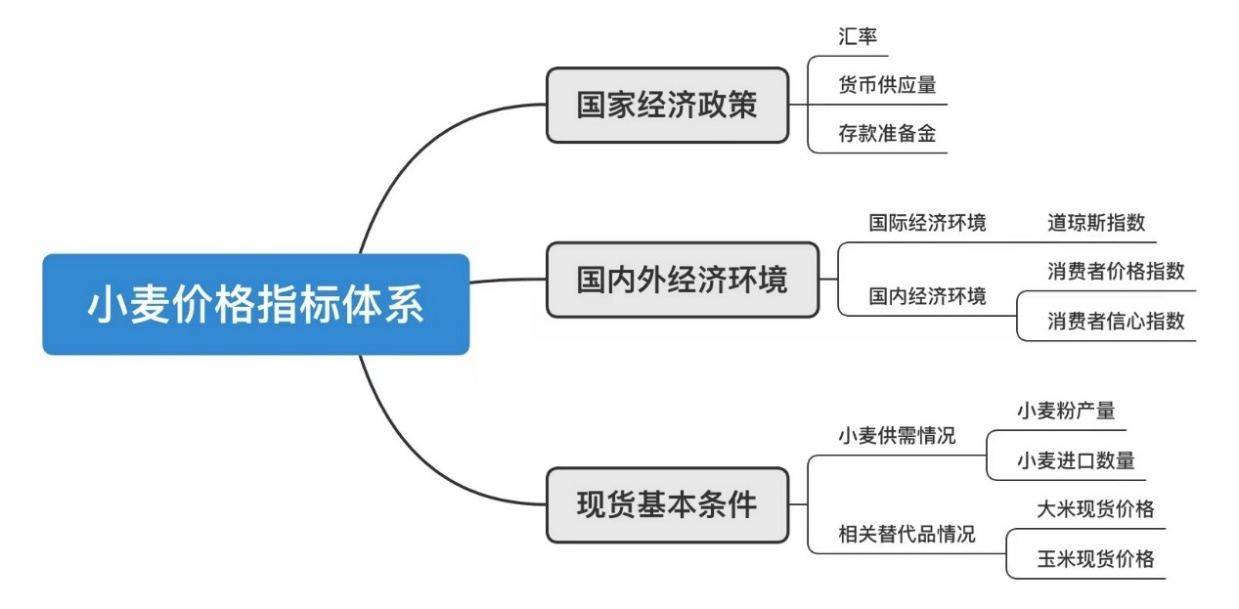 小麦价格指标体系
国家经济政策
汇率
货币供应量
存款准备金
国内外经济环境
国际经济环境
道琼斯指数
国内经济环境
消费者价格指数
消费者信心指数
现货基本条件
小麦供需情况
小麦粉产量
小麦进口数量
相关替代品情况
大米现货价格
玉米现货价格